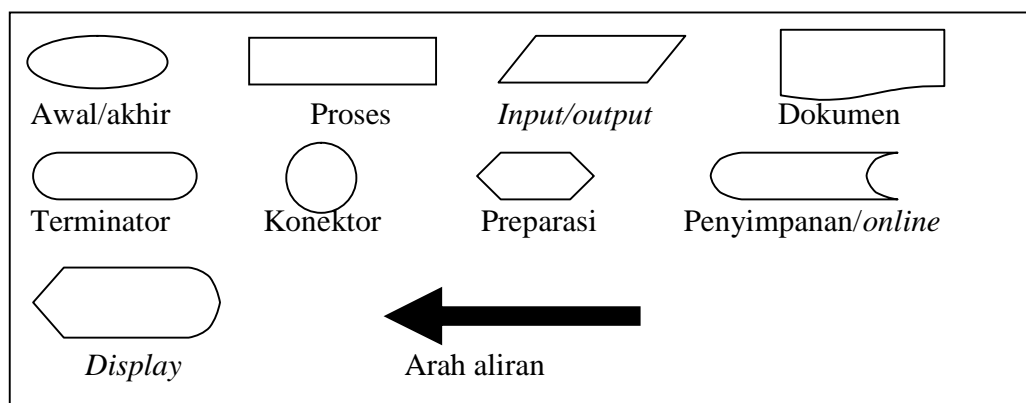 Awal/akhir Proses Input/output Dokumen
Terminator Konektor Preparasi Penyimpanan/online
Display Arah aliran